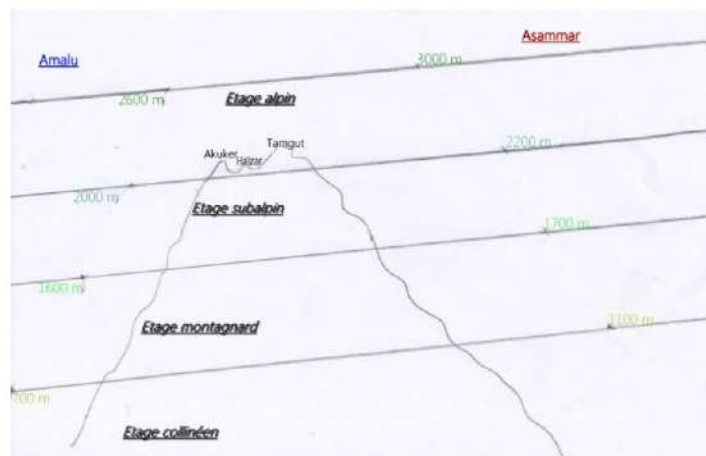 Asammar
Amalu
3000 m
2600 m
Etage alpin
Tamgut
2200 m
Akuker
Haizar
2000 m
Etage subalpin
1700 m
1600 m
Etage montagnard
1100 m
700 m
Etage collinéen